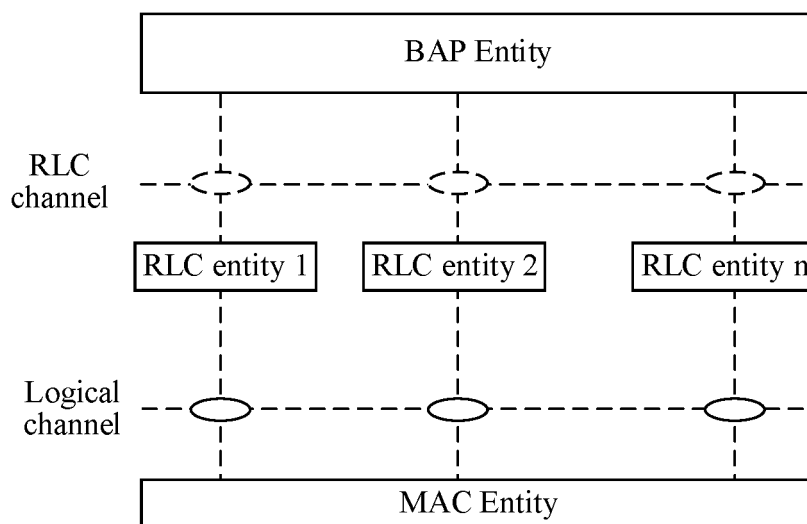 BAP Entity
RLC
channel
RLC entity 1
RLC entity 2
RLC entity n
Logical
channel
MAC Entity